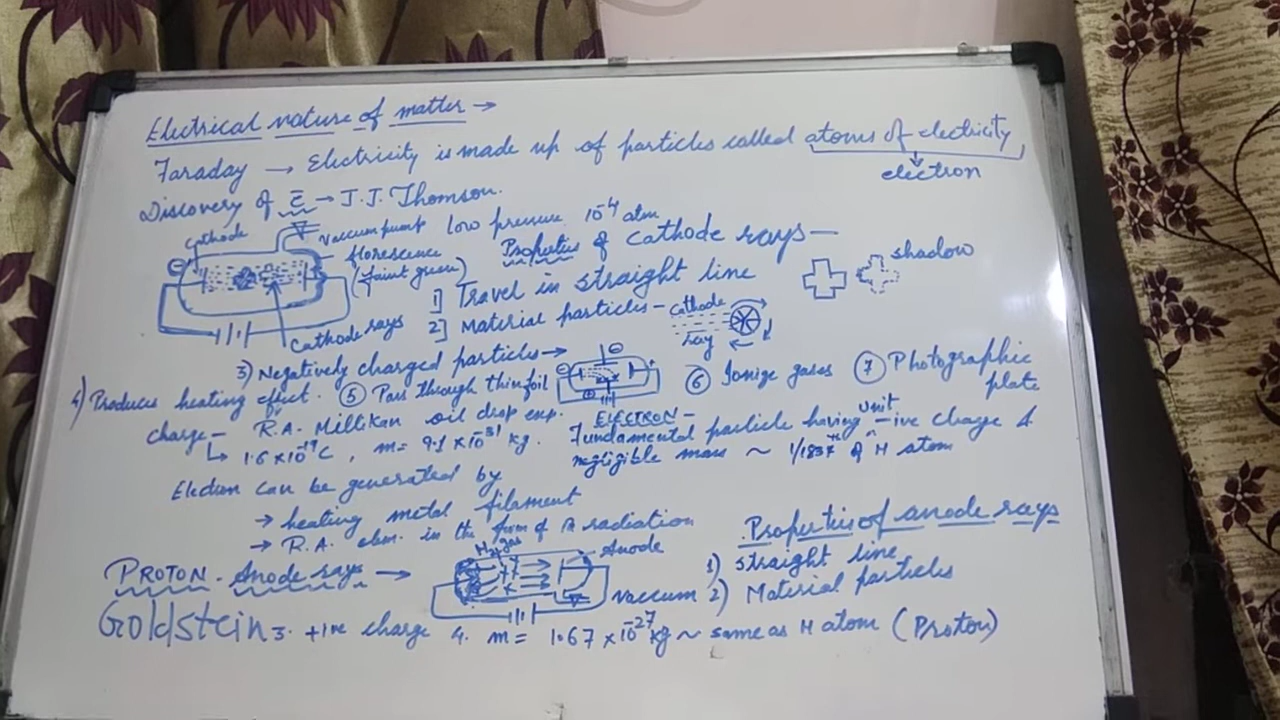 Electrical nature of matter →
Faraday → Electricity is made up of particles called atoms of electricity
electron
Discovery of ē → J.J. Thomson.
Cathode
Vaccum pump low pressure 10⁻⁴ atm
florescence
(faint green)
Cathode rays
Properties of Cathode rays —
1] Travel in straight line
shadow
2] Material particles —
Cathode
ray
3) Negatively charged particles →
4) Produces heating effect. ⑤ Pass through thin foil
⑥ Ionize gases ⑦ Photographic
plate
charge — R.A. Millikan oil drop exp.
↳ 1.6 × 10⁻¹⁹ C , m = 9.1 × 10⁻³¹ kg.
ELECTRON —
Fundamental particle having unit -ive charge &
negligible mass ~ 1/1837th of H atom
Electron can be generated by
→ heating metal filament
→ R.A. elem. in the form of β radiation
PROTON - Anode rays →
H₂ gas
Anode
Vaccum
Goldstein
Properties of anode rays
1) Straight line
2) Material particles
3. +ive charge 4. m = 1.67 × 10⁻²⁷ kg ~ same as H atom (Proton)